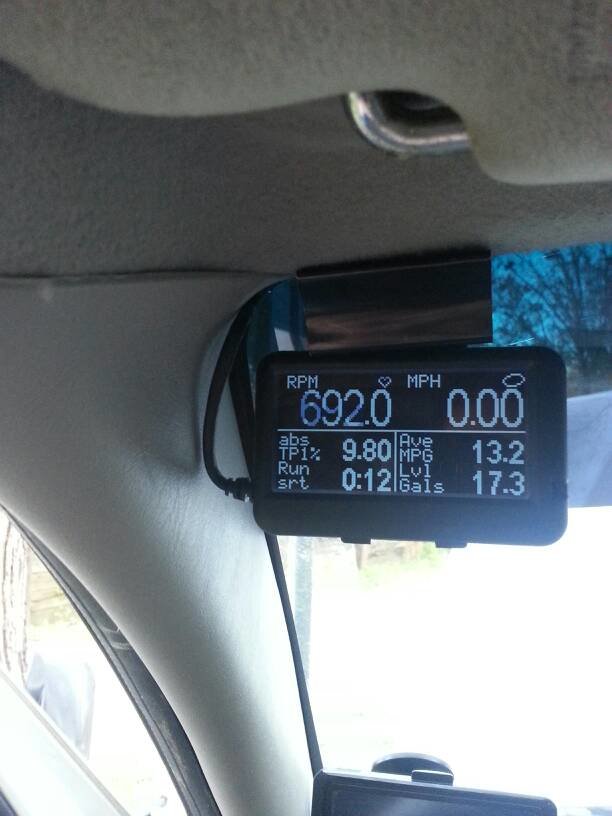 RPM MPH
692.0 0.00
abs TP1% 9.80 Ave MPG 13.2
Run srt 0:12 Lvl Gals 17.3